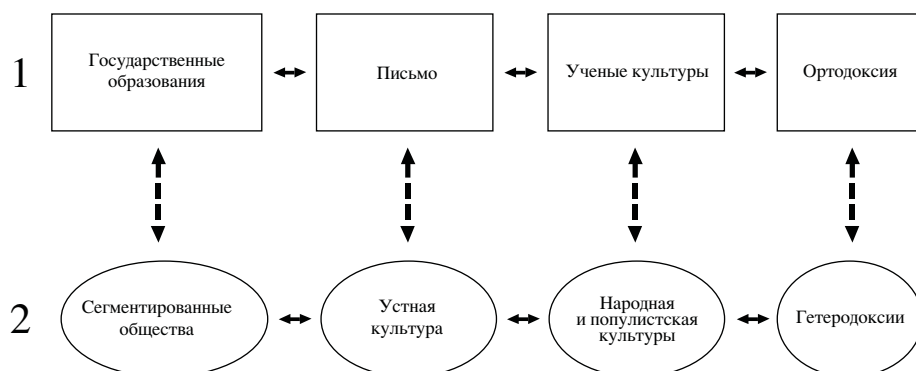 1
Государственные
образования
Письмо
Ученые культуры
Ортодоксия
2
Сегментированные
общества
Устная
культура
Народная
и популистская
культуры
Гетеродоксии